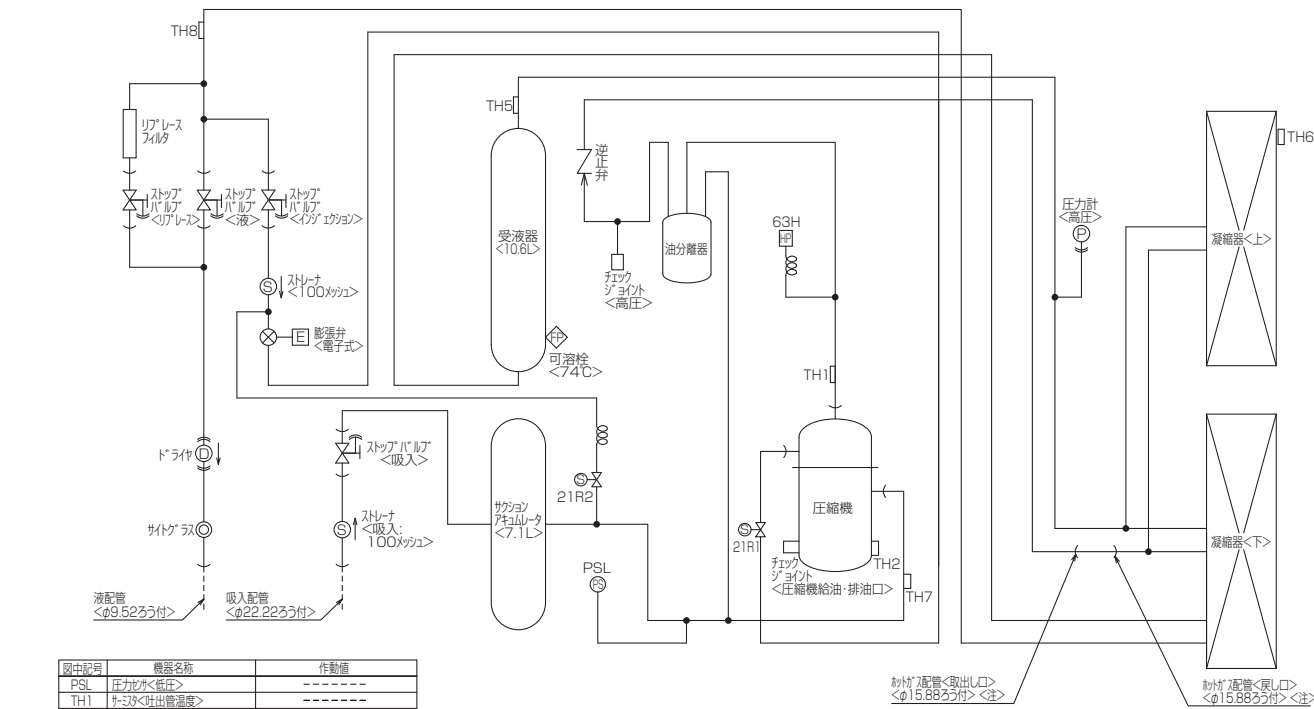 TH8
リプレース
フィルタ
ストップ
バルブ
<リプレース>
ストップ
バルブ
<液>
ストップ
バルブ
<インジェクション>
S
ストレーナ
<100メッシュ>
E
膨張弁
<電子式>
ドライヤ
D
サイトグラス
液配管
<φ9.52ろう付>
ストップバルブ
<吸入>
S
ストレーナ
<吸入:
100メッシュ>
吸入配管
<φ22.22ろう付>
TH5
受液器
<10.6L>
FP
可溶栓
<74℃>
逆止弁
チェック
ジョイント
<高圧>
油分離器
63H
HP
TH1
サクション
アキュムレータ
<7.1L>
S
21R2
PSL
PS
圧縮機
S
21R1
チェック
ジョイント
<圧縮機給油・排油口>
TH2
TH7
圧力計
<高圧>
P
TH6
凝縮器<上>
凝縮器<下>
ホットガス配管<取出し口>
<φ15.88ろう付> <注>
ホットガス配管<戻し口>
<φ15.88ろう付> <注>
図中記号 機器名称 作動値
PSL 圧力センサ<低圧> -------
TH1 サーミスタ<吐出管温度> -------